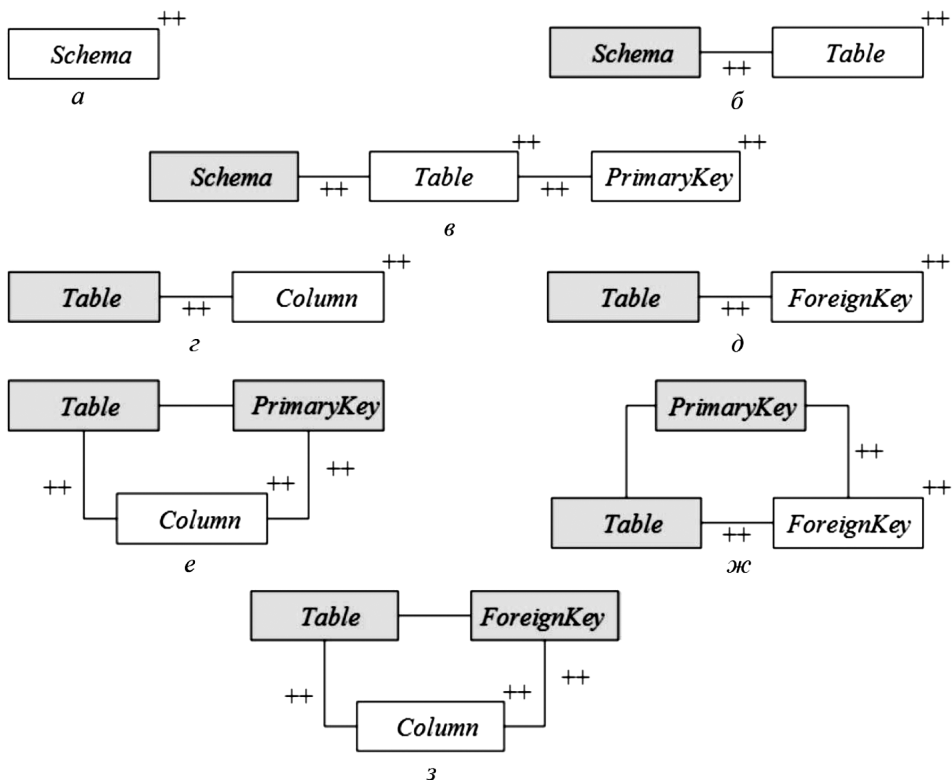 ++ ++
Schema Schema ++ Table
а б
++ ++
Schema ++ Table ++ PrimaryKey
в
++ ++
Table ++ Column Table ++ ForeignKey
г д
Table PrimaryKey PrimaryKey
++ ++ ++ ++ ++
Column Table ++ ForeignKey
е ж
Table ForeignKey
++ ++ ++
Column
з